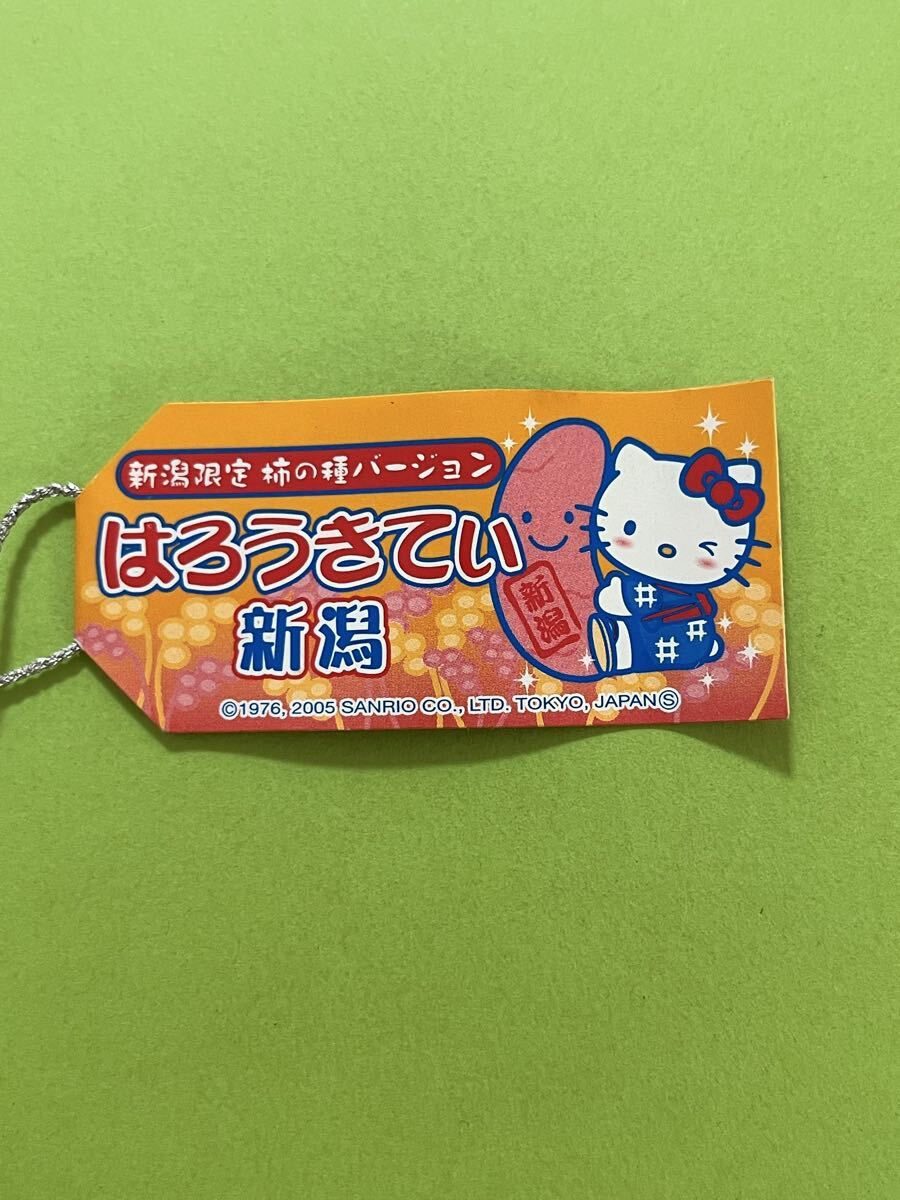 新潟限定 柿の種バージョン
はろうきてぃ
新潟
新潟
©1976, 2005 SANRIO CO., LTD. TOKYO, JAPANⓈ